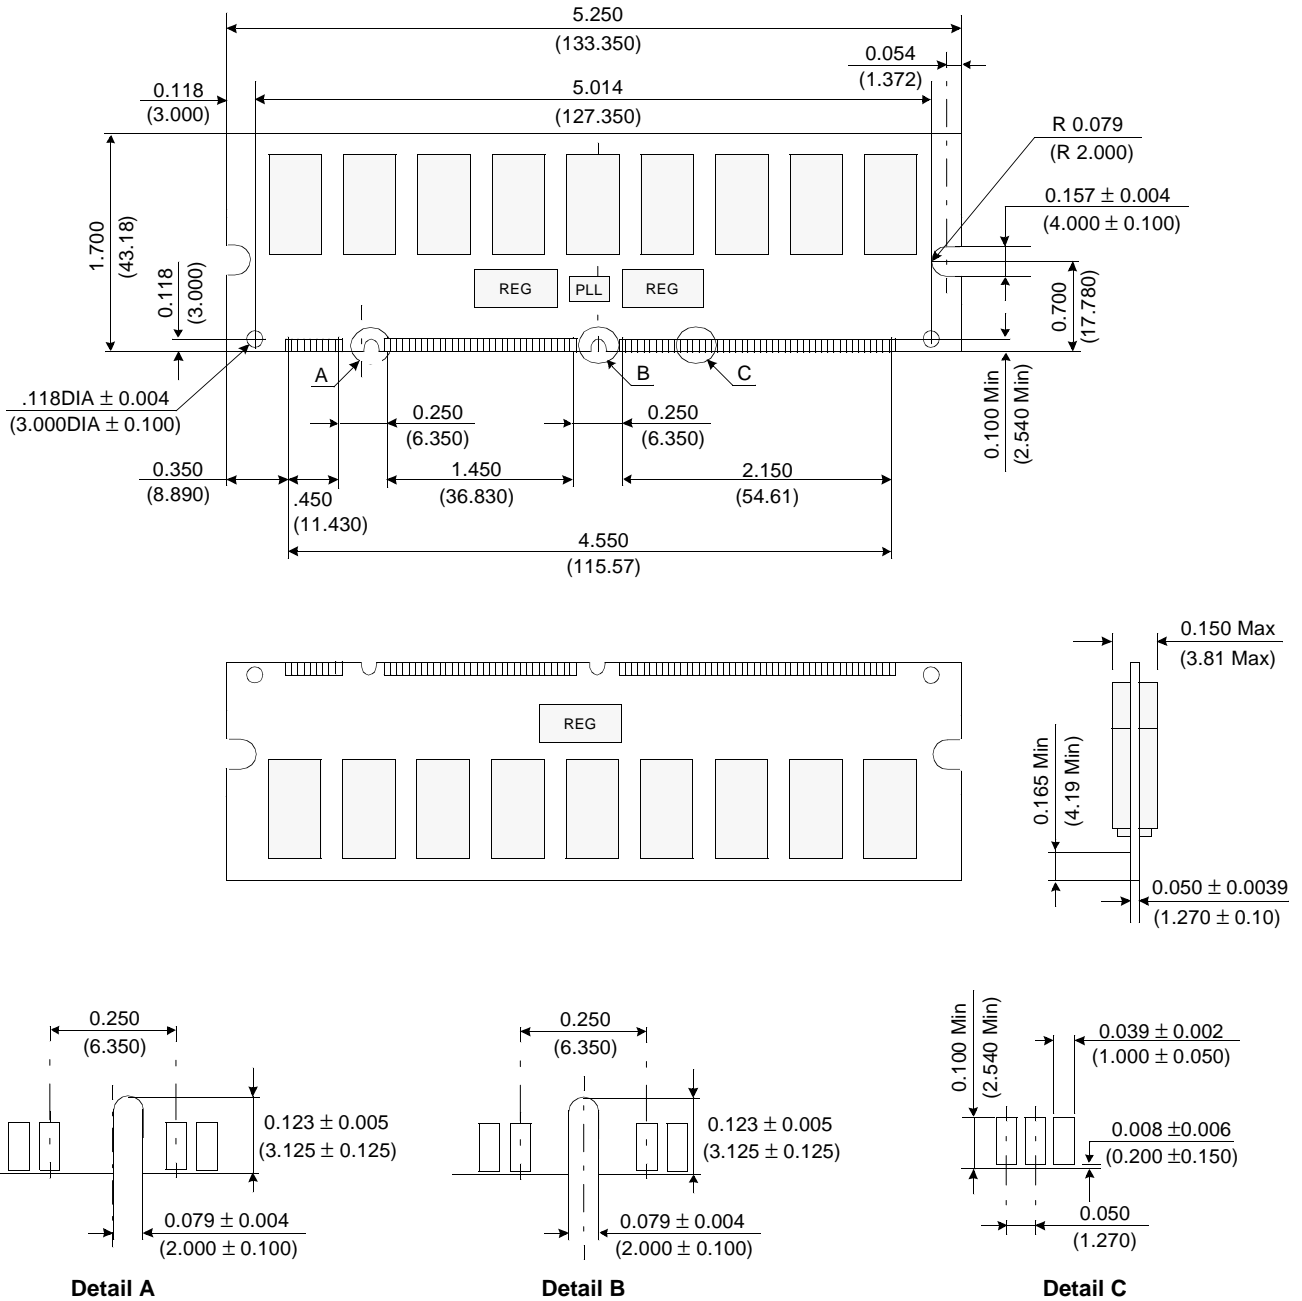 5.250
(133.350)
0.054
(1.372)
0.118
(3.000)
5.014
(127.350)
R 0.079
(R 2.000)
0.157 ± 0.004
(4.000 ± 0.100)
1.700
(43.18)
0.118
(3.000)
REG
PLL
REG
0.700
(17.780)
A
B
C
.118DIA ± 0.004
(3.000DIA ± 0.100)
0.250
(6.350)
0.250
(6.350)
0.100 Min
(2.540 Min)
0.350
(8.890)
.450
(11.430)
1.450
(36.830)
2.150
(54.61)
4.550
(115.57)
0.150 Max
(3.81 Max)
REG
0.165 Min
(4.19 Min)
0.050 ± 0.0039
(1.270 ± 0.10)
0.250
(6.350)
0.123 ± 0.005
(3.125 ± 0.125)
0.079 ± 0.004
(2.000 ± 0.100)
Detail A
0.250
(6.350)
0.123 ± 0.005
(3.125 ± 0.125)
0.079 ± 0.004
(2.000 ± 0.100)
Detail B
0.100 Min
(2.540 Min)
0.039 ± 0.002
(1.000 ± 0.050)
0.008 ±0.006
(0.200 ±0.150)
0.050
(1.270)
Detail C